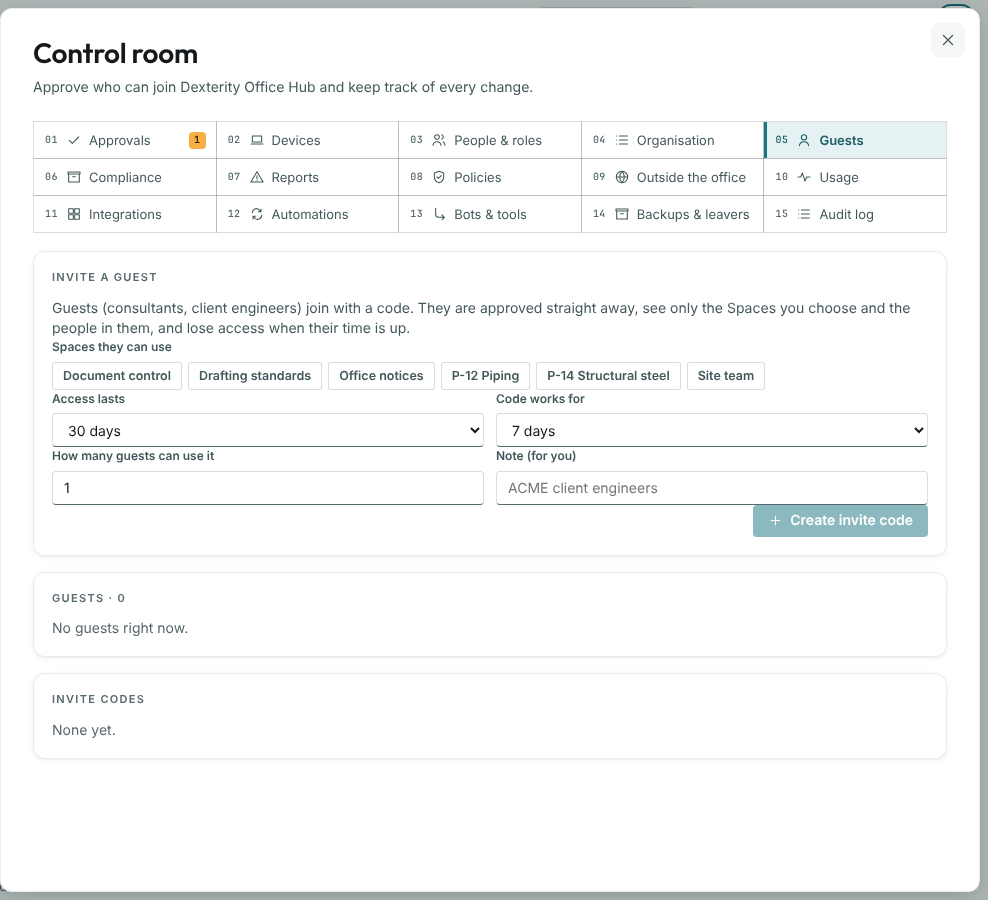 Control room
Approve who can join Dexterity Office Hub and keep track of every change.
01 Approvals 1
02 Devices
03 People & roles
04 Organisation
05 Guests
06 Compliance
07 Reports
08 Policies
09 Outside the office
10 Usage
11 Integrations
12 Automations
13 Bots & tools
14 Backups & leavers
15 Audit log
INVITE A GUEST
Guests (consultants, client engineers) join with a code. They are approved straight away, see only the Spaces you choose and the
people in them, and lose access when their time is up.
Spaces they can use
Document control
Drafting standards
Office notices
P-12 Piping
P-14 Structural steel
Site team
Access lasts
30 days
Code works for
7 days
How many guests can use it
1
Note (for you)
ACME client engineers
+ Create invite code
GUESTS · 0
No guests right now.
INVITE CODES
None yet.